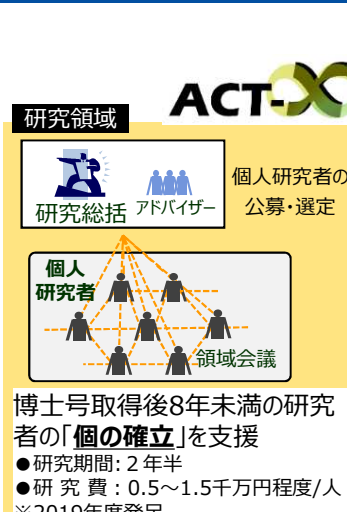 ACT-X
研究領域
研究総括 アドバイザー
個人研究者の
公募・選定
個人
研究者
領域会議
博士号取得後8年未満の研究
者の「個の確立」を支援
●研究期間:２年半
●研 究 費：0.5～1.5千万円程度/人
※2019年度発足